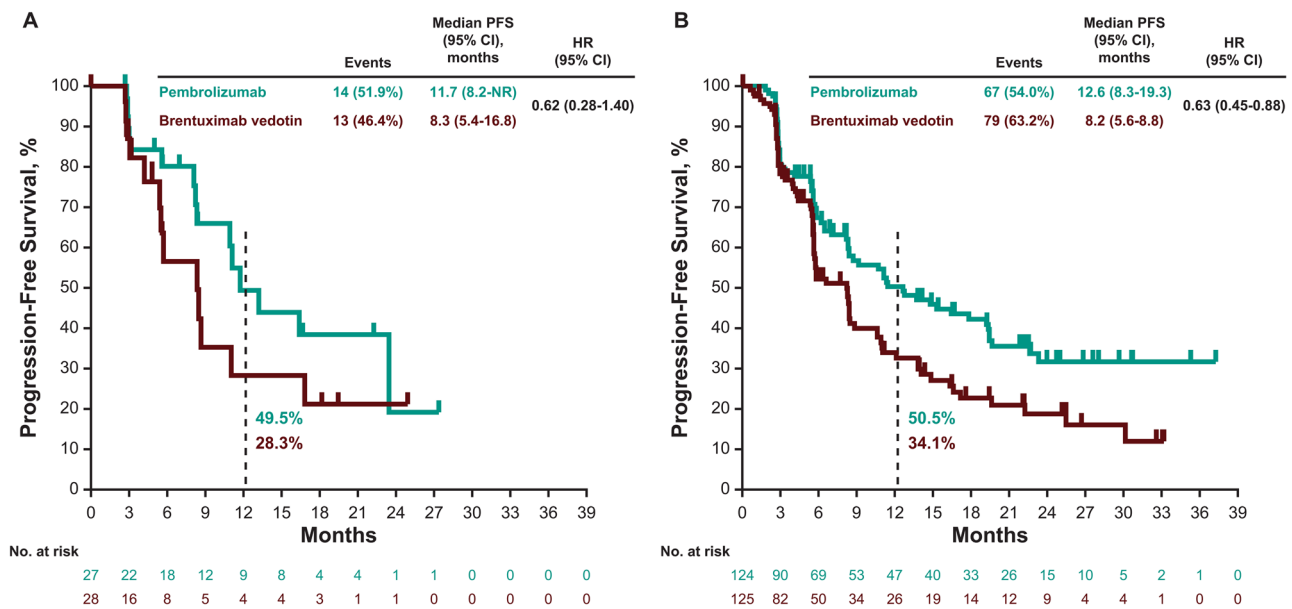 A
Median PFS
(95% CI),
months
HR
(95% CI)
Events
Pembrolizumab 14 (51.9%) 11.7 (8.2-NR)
0.62 (0.28-1.40)
Brentuximab vedotin 13 (46.4%) 8.3 (5.4-16.8)
Progression-Free Survival, %
100
90
80
70
60
50
40
30
20
10
0
49.5%
28.3%
0 3 6 9 12 15 18 21 24 27 30 33 36 39
Months
No. at risk
27 22 18 12 9 8 4 4 1 1 0 0 0 0
28 16 8 5 4 4 3 1 1 0 0 0 0 0
B
Median PFS
(95% CI),
months
HR
(95% CI)
Events
Pembrolizumab 67 (54.0%) 12.6 (8.3-19.3)
0.63 (0.45-0.88)
Brentuximab vedotin 79 (63.2%) 8.2 (5.6-8.8)
Progression-Free Survival, %
100
90
80
70
60
50
40
30
20
10
0
50.5%
34.1%
0 3 6 9 12 15 18 21 24 27 30 33 36 39
Months
No. at risk
124 90 69 53 47 40 33 26 15 10 5 2 1 0
125 82 50 34 26 19 14 12 9 4 4 1 0 0